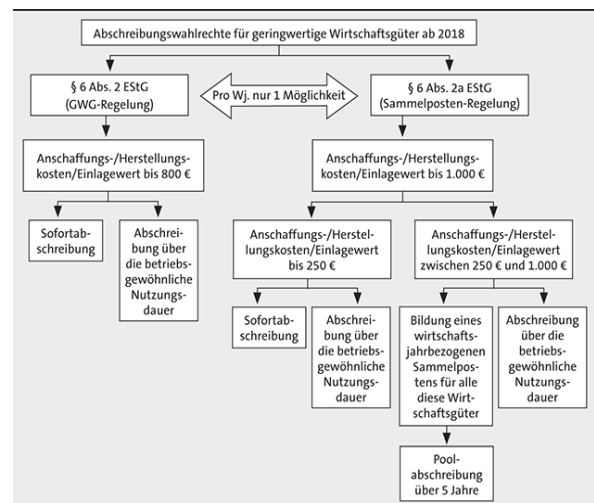 Abschreibungswahlrechte für geringwertige Wirtschaftsgüter ab 2018
§ 6 Abs. 2 EStG
(GWG-Regelung)
Pro Wj. nur 1 Möglichkeit
§ 6 Abs. 2a EStG
(Sammelposten-Regelung)
Anschaffungs-/Herstellungs-
kosten/Einlagewert bis 800 €
Anschaffungs-/Herstellungs-
kosten/Einlagewert bis 1.000 €
Sofortab-
schreibung
Abschrei-
bung über
die betriebs-
gewöhnliche
Nutzungs-
dauer
Anschaffungs-/Herstel-
lungskosten/Einlagewert
bis 250 €
Anschaffungs-/Herstel-
lungskosten/Einlagewert
zwischen 250 € und 1.000 €
Sofortab-
schreibung
Abschrei-
bung über
die betriebs-
gewöhnliche
Nutzungs-
dauer
Bildung eines
wirtschafts-
jahrbezogenen
Sammelpos-
tens für alle
diese Wirt-
schaftsgüter
Abschreibung
über die
betriebs-
gewöhnliche
Nutzungs-
dauer
Pool-
abschreibung
über 5 Jahre